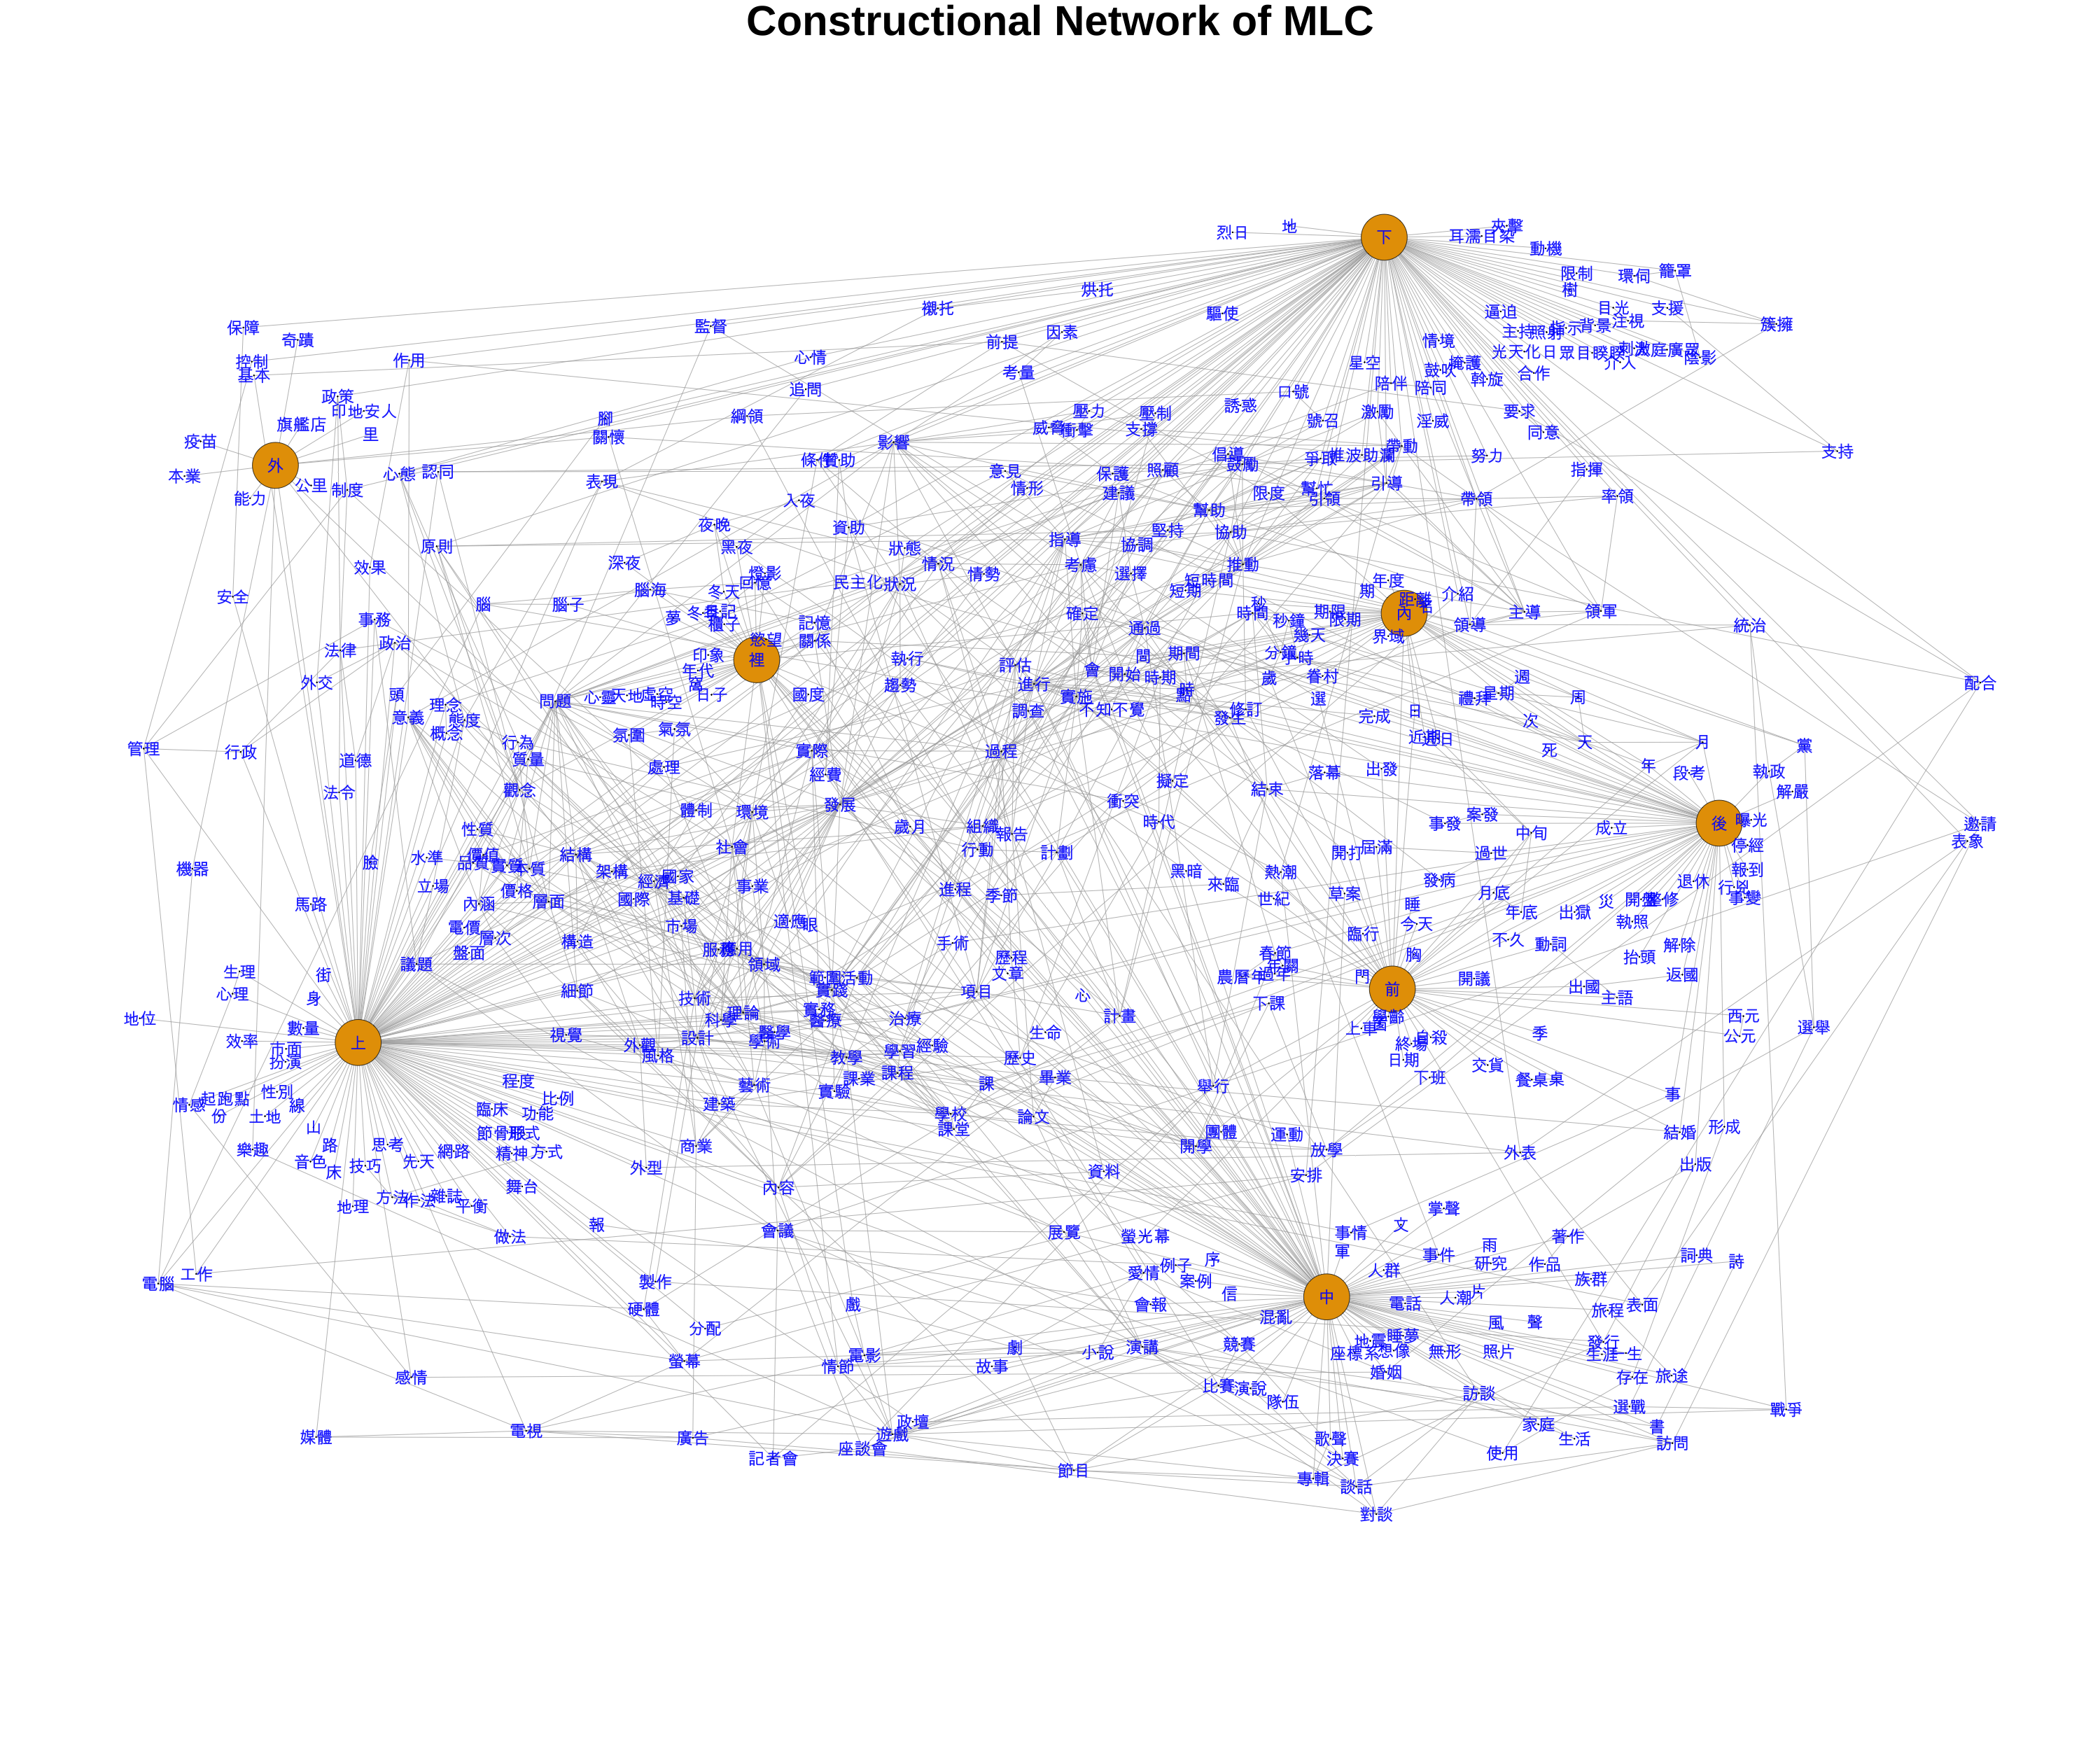 Constructional Network of MLC
下
夾擊
地
烈日
耳濡目染
動機
籠罩
限制
環伺
樹
烘托
襯托
目光
支援
驅使
逼迫
注視
簇擁
保障
監督
因素
主持
指示
背景
奇蹟
前提
情境
光天化日
眾目睽睽
陰影
心情
作用
控制
星空
掩護
介入
基本
考量
鼓吹
斡旋
合作
陪伴
陪同
追問
口號
政策
誘惑
印地安人
壓力
壓制
激勵
要求
旗艦店
腳
綱領
號召
淫威
威脅
衝擊
支撐
里
同意
關懷
疫苗
影響
帶動
支持
倡導
爭取
推波助瀾
努力
贊助
鼓勵
外
本業
心態
認同
意見
保護
照顧
指揮
公里
制度
表現
情形
建議
限度
幫忙
引導
能力
入夜
引領
帶領
率領
幫助
夜晚
資助
堅持
協助
原則
黑夜
狀態
指導
協調
深夜
效果
情況
考慮
推動
燈影
情勢
選擇
回憶
民主化
狀況
短時間
年度
腦海
冬天
短期
期
介紹
安全
腦
腦子
秒
距離
內
冬季
日記
確定
時間
期限
主導
領軍
事務
夢
櫃子
記憶
秒鐘
限期
通過
領導
統治
法律
政治
慾望
關係
幾天
界域
印象
裡
執行
間
期間
分鐘
小時
外交
年代
評估
會
開始
時期
歲
眷村
週
配合
窩
趨勢
進行
頭
心靈
天地
虛空
日子
國度
實施
點
時
選
禮拜
星期
周
問題
時空
理念
意義
態度
調查
不知不覺
發生
修訂
完成
日
次
概念
氛圍
氣氛
近期
近日
天
月
黨
管理
行政
行為
實際
過程
死
質量
道德
處理
年
經費
落幕
出發
段考
執政
法令
觀念
擬定
結束
解嚴
發展
衝突
體制
環境
案發
性質
歲月
組織
時代
事發
中旬
成立
後
曝光
邀請
報告
表象
社會
行動
計劃
開打
屆滿
過世
停經
臉
水準
價值
結構
品質
實質
本質
機器
架構
國家
黑暗
熱潮
報到
立場
經濟
事業
進程
來臨
發病
退休
行兇
價格
季節
草案
月底
事變
內涵
層面
國際
基礎
世紀
睡
災
開盤
整修
馬路
年底
出獄
電價
市場
適應
眼
今天
執照
層次
構造
手術
臨行
不久
動詞
解除
盤面
服務
應用
歷程
春節
胸
抬頭
議題
領域
文章
年關
生理
街
範圍
活動
農曆年
過年
門
開議
返國
心理
身
細節
實踐
項目
心
前
出國
技術
下課
主語
地位
理論
實務
計畫
學齡
西元
科學
醫療
治療
數量
醫學
上車
選舉
效率
市面
上
視覺
外觀
設計
學術
生命
自殺
季
公元
扮演
風格
學習
經驗
終場
教學
歷史
日期
交貨
程度
課業
課程
畢業
下班
餐桌
桌
性別
藝術
實驗
課
舉行
事
起跑點
比例
情感
線
建築
份
土地
臨床
功能
學校
論文
山
節骨眼
形式
課堂
團體
運動
結婚
形成
樂趣
路
思考
精神
方式
商業
開學
放學
外表
音色
先天
網路
床
技巧
外型
資料
安排
出版
舞台
內容
地理
方法
作法
雜誌
平衡
掌聲
報
會議
展覽
文
做法
螢光幕
事情
著作
軍
雨
事件
序
例子
研究
作品
詞典
詩
電腦
工作
愛情
案例
人群
族群
製作
信
中
片
會報
電話
人潮
旅程
表面
硬體
戲
混亂
分配
風
聲
地震
睡夢
發行
劇
演講
競賽
螢幕
電影
小說
座標系
想像
無形
照片
生涯
一生
情節
故事
婚姻
感情
存在
旅途
比賽
演說
訪談
隊伍
選戰
戰爭
政壇
家庭
書
媒體
電視
遊戲
廣告
歌聲
生活
訪問
座談會
使用
記者會
決賽
節目
專輯
談話
對談